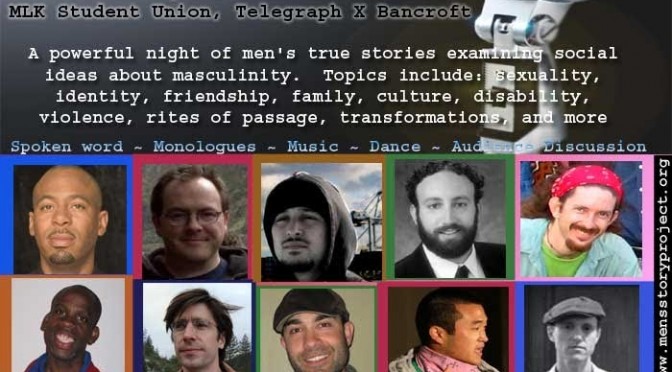 MLK Student Union, Telegraph X Bancroft
A powerful night of men's true stories examining social
ideas about masculinity. Topics include: sexuality,
identity, friendship, family, culture, disability,
violence, rites of passage, transformations, and more
Spoken word ~ Monologues ~ Music ~ Dance ~ Audience Discussion
www.mensstoryproject.org